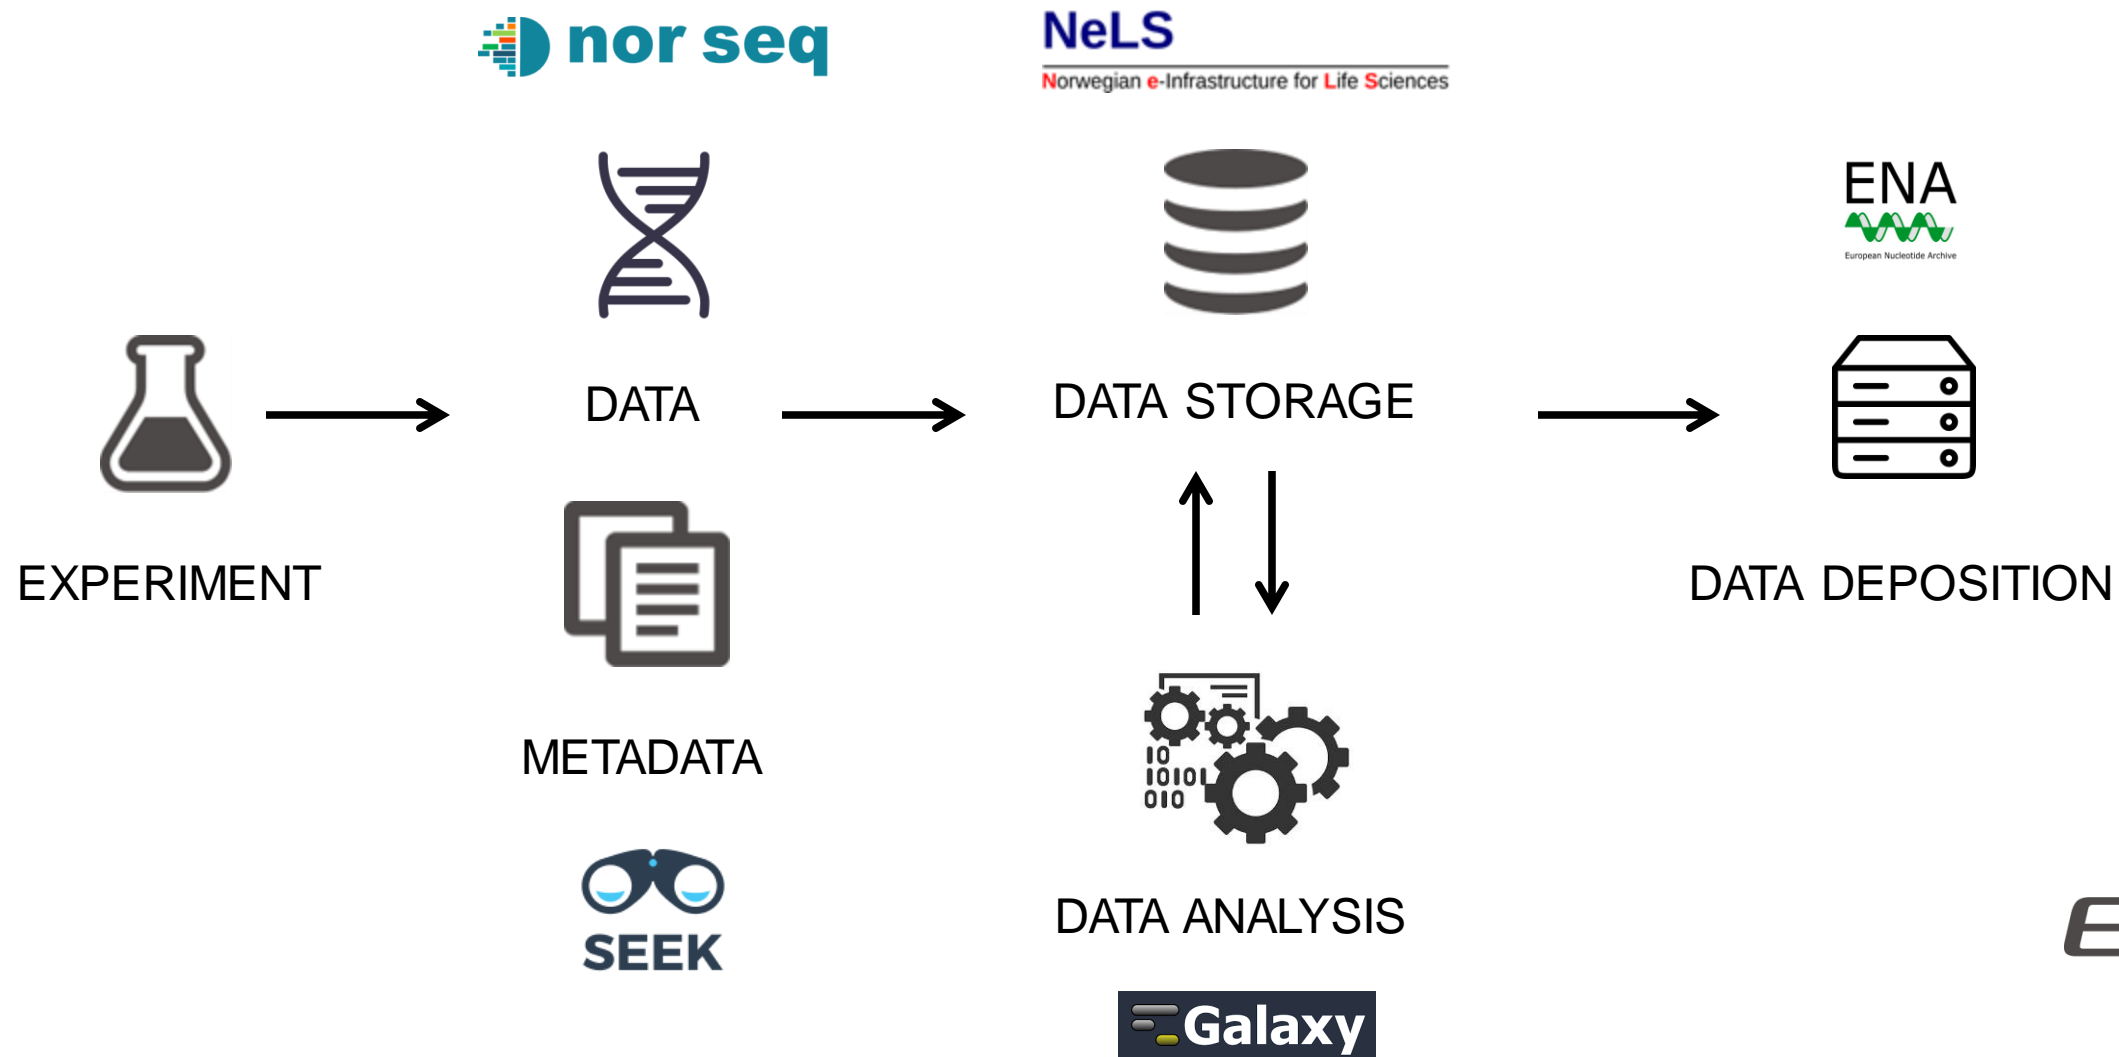 nor seq
NeLS
Norwegian e-Infrastructure for Life Sciences
ENA
European Nucleotide Archive
DATA
DATA STORAGE
EXPERIMENT
DATA DEPOSITION
METADATA
10
10101
010
DATA ANALYSIS
SEEK
Galaxy